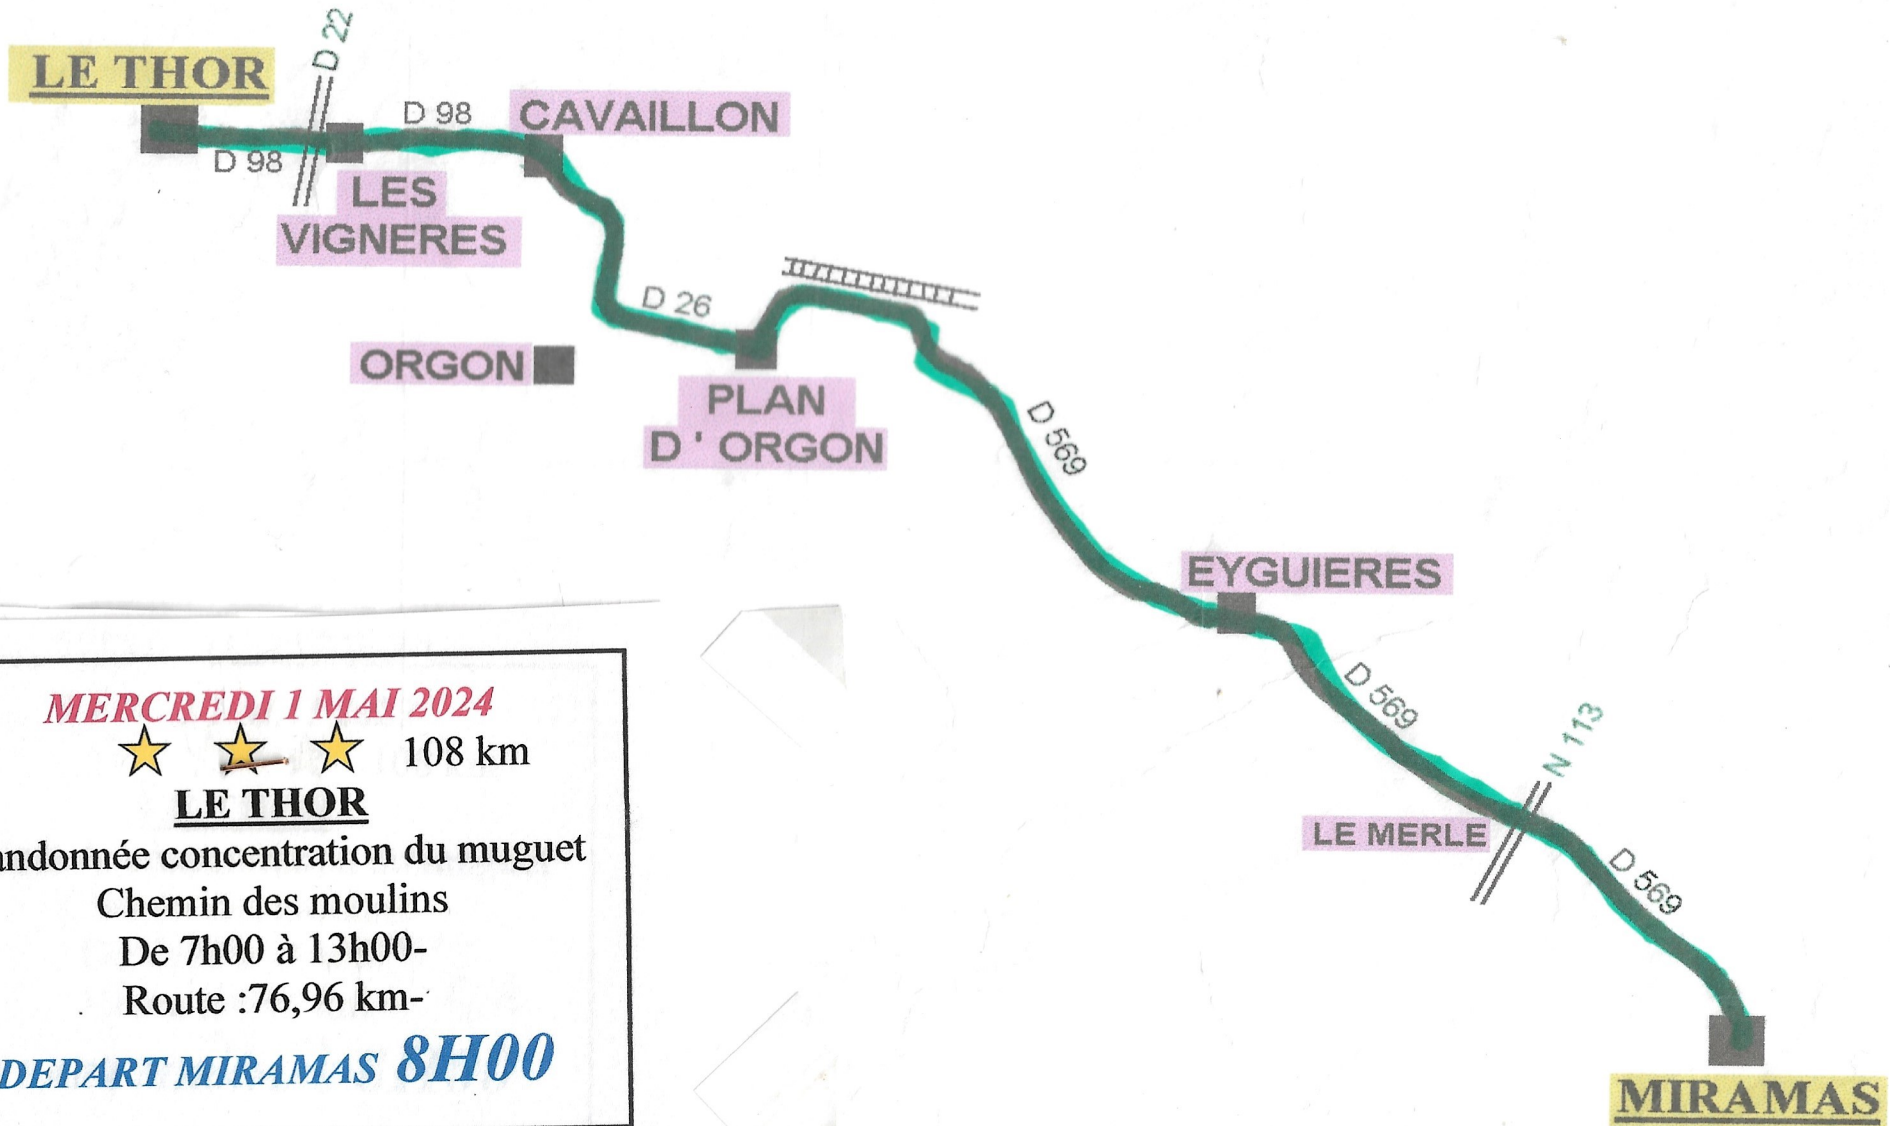 D 22
LE THOR
D 98
CAVAILLON
D 98
LES
VIGNERES
D 26
ORGON
PLAN
D ' ORGON
D 569
EYGUIERES
D 569
N 113
LE MERLE
D 569
MIRAMAS
MERCREDI 1 MAI 2024
108 km
LE THOR
andonnée concentration du muguet
Chemin des moulins
De 7h00 à 13h00-
Route :76,96 km-
DEPART MIRAMAS 8H00